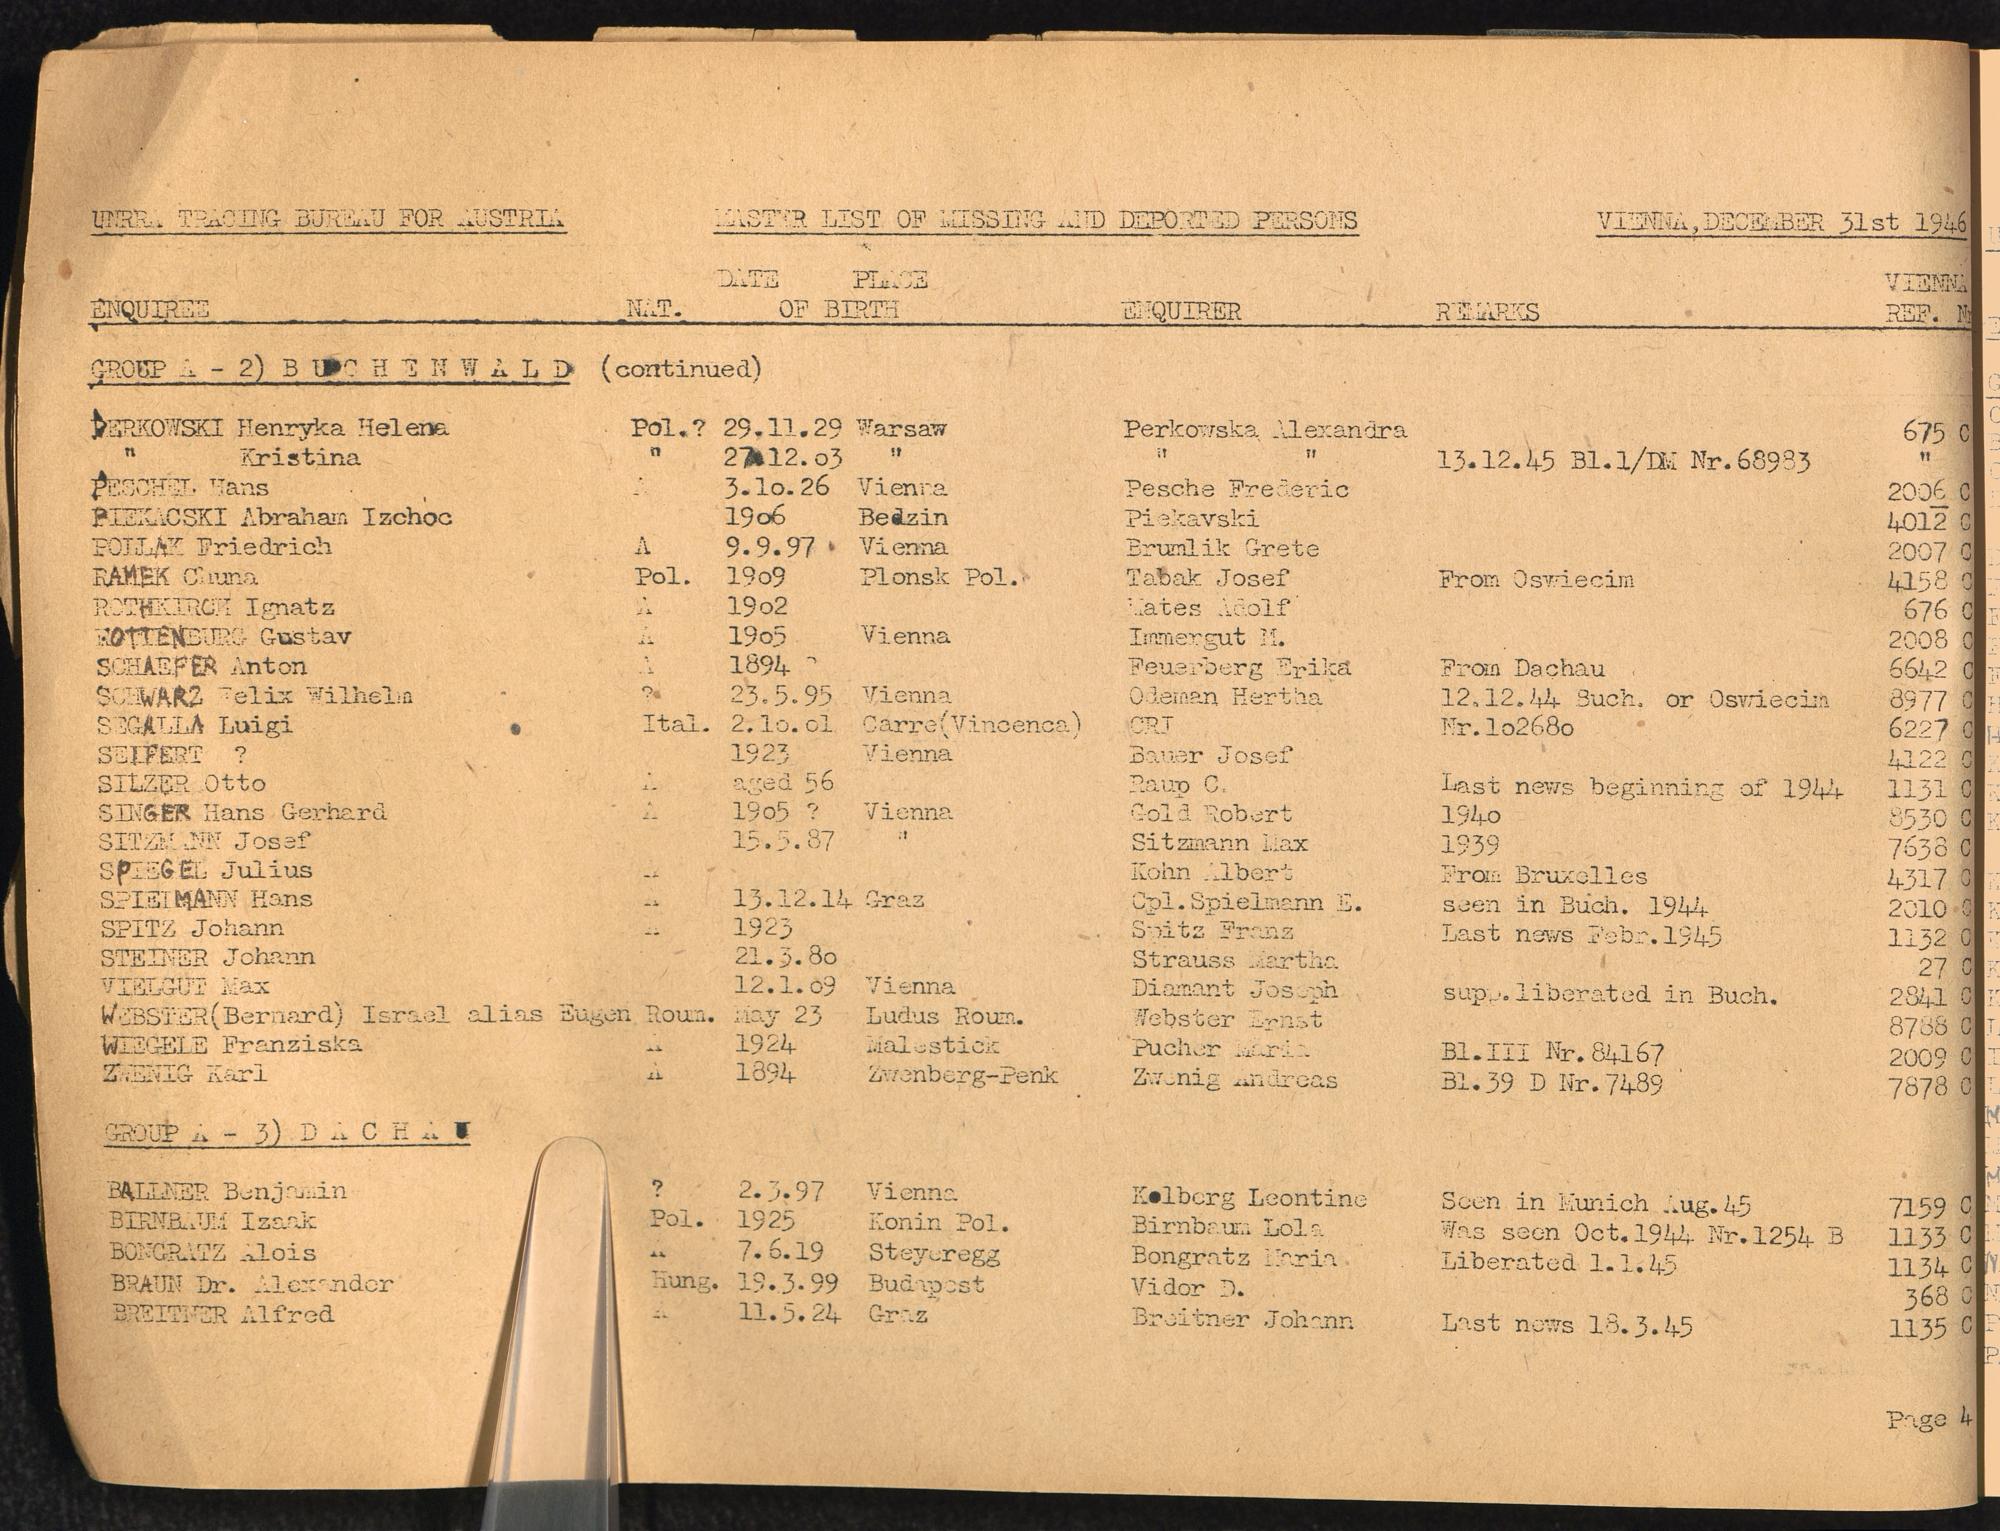 UNRRA TRACING BUREAU FOR AUSTRIA MASTER LIST OF MISSING AND DEPORTED PERSONS VIENNA, DECEMBER 31st 1946
DATE PLACE VIENNA
ENQUIREE NAT. OF BIRTH ENQUIRER REMARKS REF. Nr
GROUP A - 2) B U C H E N W A L D (continued)
PERKOWSKI Henryka Helena Pol.? 29.11.29 Warsaw Perkowska Alexandra 675 C
" Kristina " 27.12.o3 " " " 13.12.45 Bl.1/DM Nr.68983 "
PESCHEL Hans A 3.1o.26 Vienna Pesche Frederic 2006 C
PIEKACSKI Abraham Izchoc 19o6 Bedzin Piekavski 4012 C
POLLAK Friedrich A 9.9.97 Vienna Brumlik Grete 2007 C
RAMEK Chuna Pol. 19o9 Plonsk Pol. Tabak Josef From Oswiecim 4158 C
ROTHKIRCH Ignatz A 19o2 Mates Adolf 676 C
ROTTENBURG Gustav A 19o5 Vienna Immergut M. 2008 C
SCHAEFER Anton A 1894 ? Feuerberg Erika From Dachau 6642 C
SCHWARZ Felix Wilhelm ? 23.5.95 Vienna Odeman Hertha 12.12.44 Buch. or Oswiecim 8977 C
SEGALLA Luigi Ital. 2.1o.o1 Carre(Vincenca) CRI Nr.1o268o 6227 C
SEIFERT ? 1923 Vienna Bauer Josef 4122 C
SILZER Otto A aged 56 Raup C. Last news beginning of 1944 1131 C
SINGER Hans Gerhard A 19o5 ? Vienna Gold Robert 194o 8530 C
SITZMANN Josef 15.5.87 " Sitzmann Max 1939 7638 C
SPIEGEL Julius A Kohn Albert From Bruxelles 4317 C
SPIELMANN Hans A 13.12.14 Graz Cpl.Spielmann E. seen in Buch. 1944 2010 C
SPITZ Johann A 1923 Spitz Franz Last news Febr.1945 1132 C
STEINER Johann 21.3.8o Strauss Martha 27 C
VIELGUT Max 12.1.o9 Vienna Diamant Joseph supp.liberated in Buch. 2841 C
WEBSTER(Bernard) Israel alias Eugen Roum. May 23 Ludus Roum. Webster Ernst 8788 C
WIEGELE Franziska A 1924 Malestick Pucher Maria Bl.III Nr.84167 2009 C
ZWENIG Karl A 1894 Zwenberg-Penk Zwenig Andreas Bl.39 D Nr.7489 7878 C
GROUP A - 3) D A C H A U
BALLNER Benjamin ? 2.3.97 Vienna Kolberg Leontine Seen in Munich Aug.45 7159 C
BIRNBAUM Izaak Pol. 1925 Konin Pol. Birnbaum Lola Was seen Oct.1944 Nr.1254 B 1133 C
BONGRATZ Alois A 7.6.19 Steyeregg Bongratz Maria Liberated 1.1.45 1134 C
BRAUN Dr. Alexander Hung. 19.3.99 Budapest Vidor D. 368 C
BREITNER Alfred A 11.5.24 Graz Breitner Johann Last news 18.3.45 1135 C
Page 4